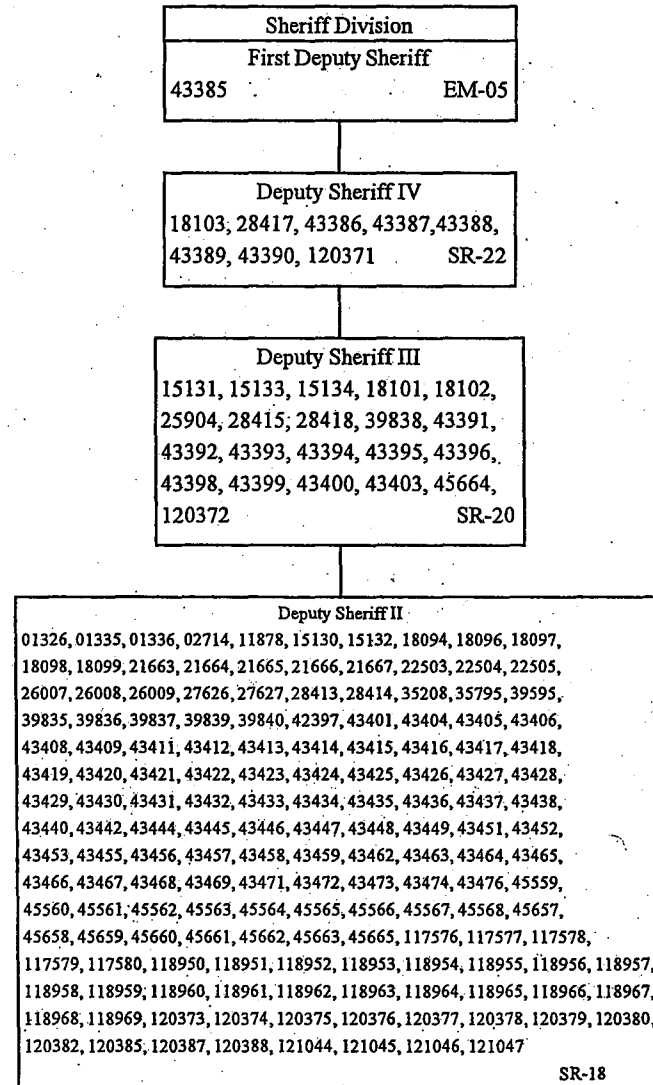 Sheriff Division
First Deputy Sheriff
43385 EM-05
Deputy Sheriff IV
18103, 28417, 43386, 43387,43388,
43389, 43390, 120371 SR-22
Deputy Sheriff III
15131, 15133, 15134, 18101, 18102,
25904, 28415, 28418, 39838, 43391,
43392, 43393, 43394, 43395, 43396,
43398, 43399, 43400, 43403, 45664,
120372 SR-20
Deputy Sheriff II
01326, 01335, 01336, 02714, 11878, 15130, 15132, 18094, 18096, 18097,
18098, 18099, 21663, 21664, 21665, 21666, 21667, 22503, 22504, 22505,
26007, 26008, 26009, 27626, 27627, 28413, 28414, 35208, 35795, 39595,
39835, 39836, 39837, 39839, 39840, 42397, 43401, 43404, 43405, 43406,
43408, 43409, 43411, 43412, 43413, 43414, 43415, 43416, 43417, 43418,
43419, 43420, 43421, 43422, 43423, 43424, 43425, 43426, 43427, 43428,
43429, 43430, 43431, 43432, 43433, 43434, 43435, 43436, 43437, 43438,
43440, 43442, 43444, 43445, 43446, 43447, 43448, 43449, 43451, 43452,
43453, 43455, 43456, 43457, 43458, 43459, 43462, 43463, 43464, 43465,
43466, 43467, 43468, 43469, 43471, 43472, 43473, 43474, 43476, 45559,
45560, 45561, 45562, 45563, 45564, 45565, 45566, 45567, 45568, 45657,
45658, 45659, 45660, 45661, 45662, 45663, 45665, 117576, 117577, 117578,
117579, 117580, 118950, 118951, 118952, 118953, 118954, 118955, 118956, 118957,
118958, 118959, 118960, 118961, 118962, 118963, 118964, 118965, 118966, 118967,
118968, 118969, 120373, 120374, 120375, 120376, 120377, 120378, 120379, 120380,
120382, 120385, 120387, 120388, 121044, 121045, 121046, 121047
SR-18